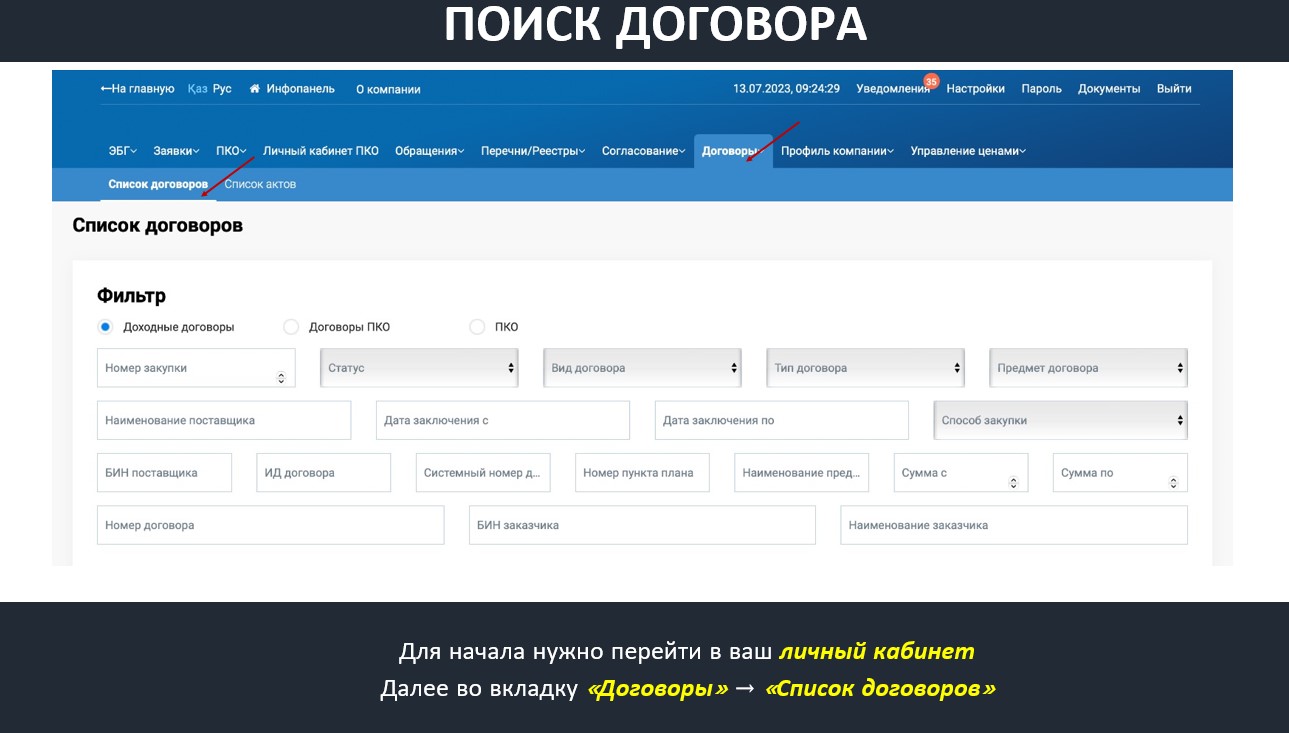 ПОИСК ДОГОВОРА
←На главную Қаз Рус Инфопанель О компании 13.07.2023, 09:24:29 Уведомления 35 Настройки Пароль Документы Выйти
ЭБГ Заявки ПКО Личный кабинет ПКО Обращения Перечни/Реестры Согласование Договоры Профиль компании Управление ценами
Список договоров Список актов
Список договоров
Фильтр
Доходные договоры Договоры ПКО ПКО
Номер закупки Статус Вид договора Тип договора Предмет договора
Наименование поставщика Дата заключения с Дата заключения по Способ закупки
БИН поставщика ИД договора Системный номер д... Номер пункта плана Наименование пред... Сумма с Сумма по
Номер договора БИН заказчика Наименование заказчика
Для начала нужно перейти в ваш личный кабинет
Далее во вкладку «Договоры» → «Список договоров»